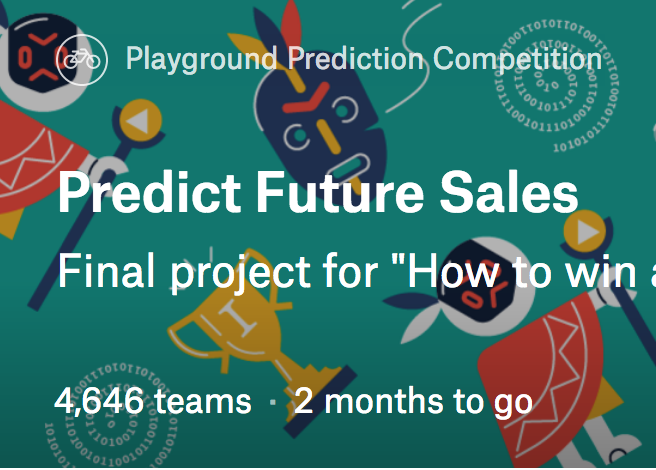 Playground Prediction Competition
Predict Future Sales
Final project for "How to win a
4,646 teams · 2 months to go